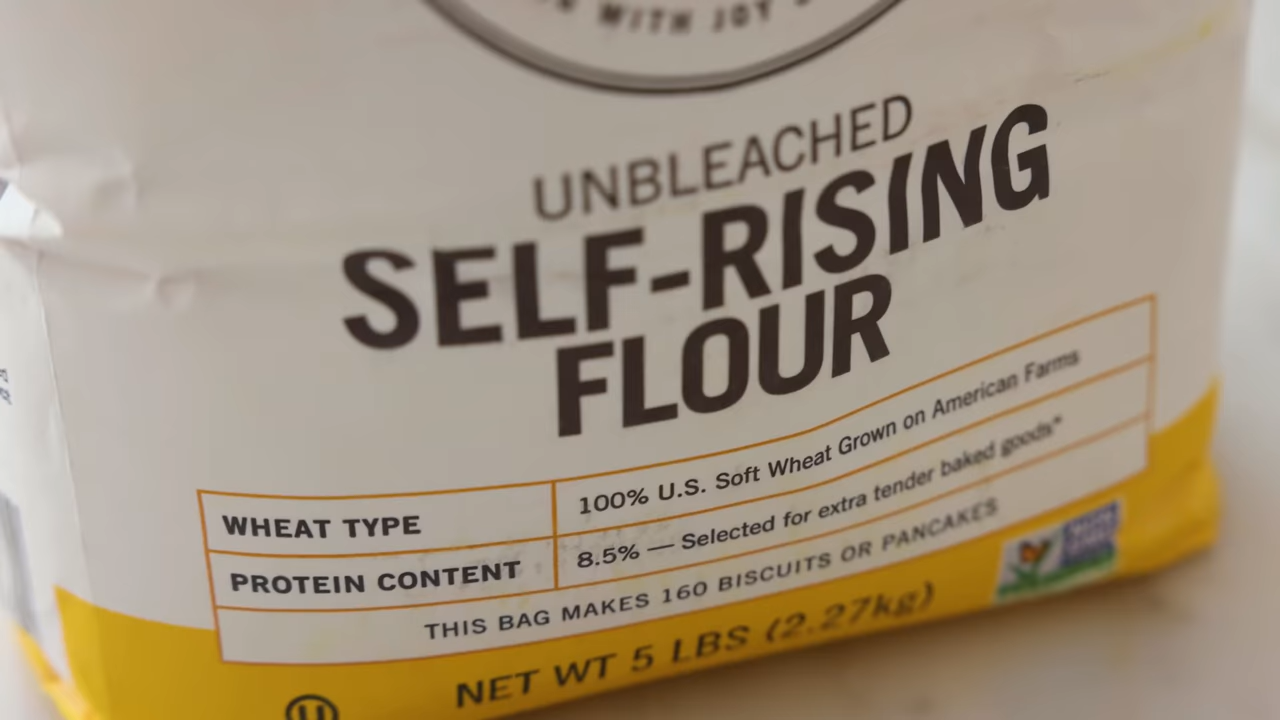 WITH JOY
UNBLEACHED
SELF-RISING
FLOUR
WHEAT TYPE 100% U.S. Soft Wheat Grown on American Farms
PROTEIN CONTENT 8.5% — Selected for extra tender baked goods*
THIS BAG MAKES 160 BISCUITS OR PANCAKES
NET WT 5 LBS (2.27kg)
U